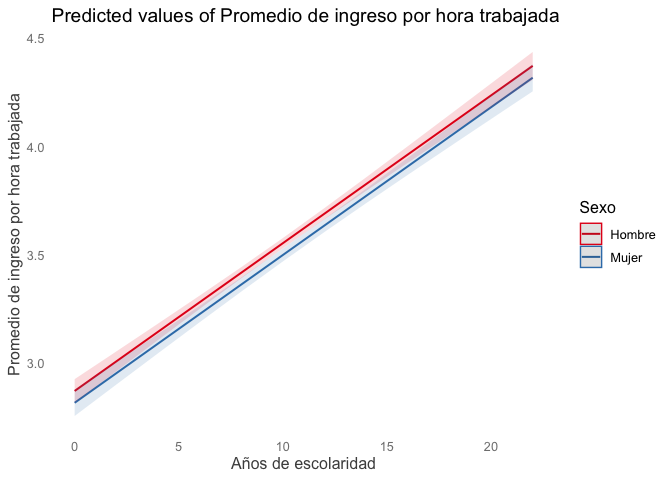 Predicted values of Promedio de ingreso por hora trabajada
Promedio de ingreso por hora trabajada
4.5
4.0
3.5
3.0
0 5 10 15 20
Años de escolaridad
Sexo
Hombre
Mujer